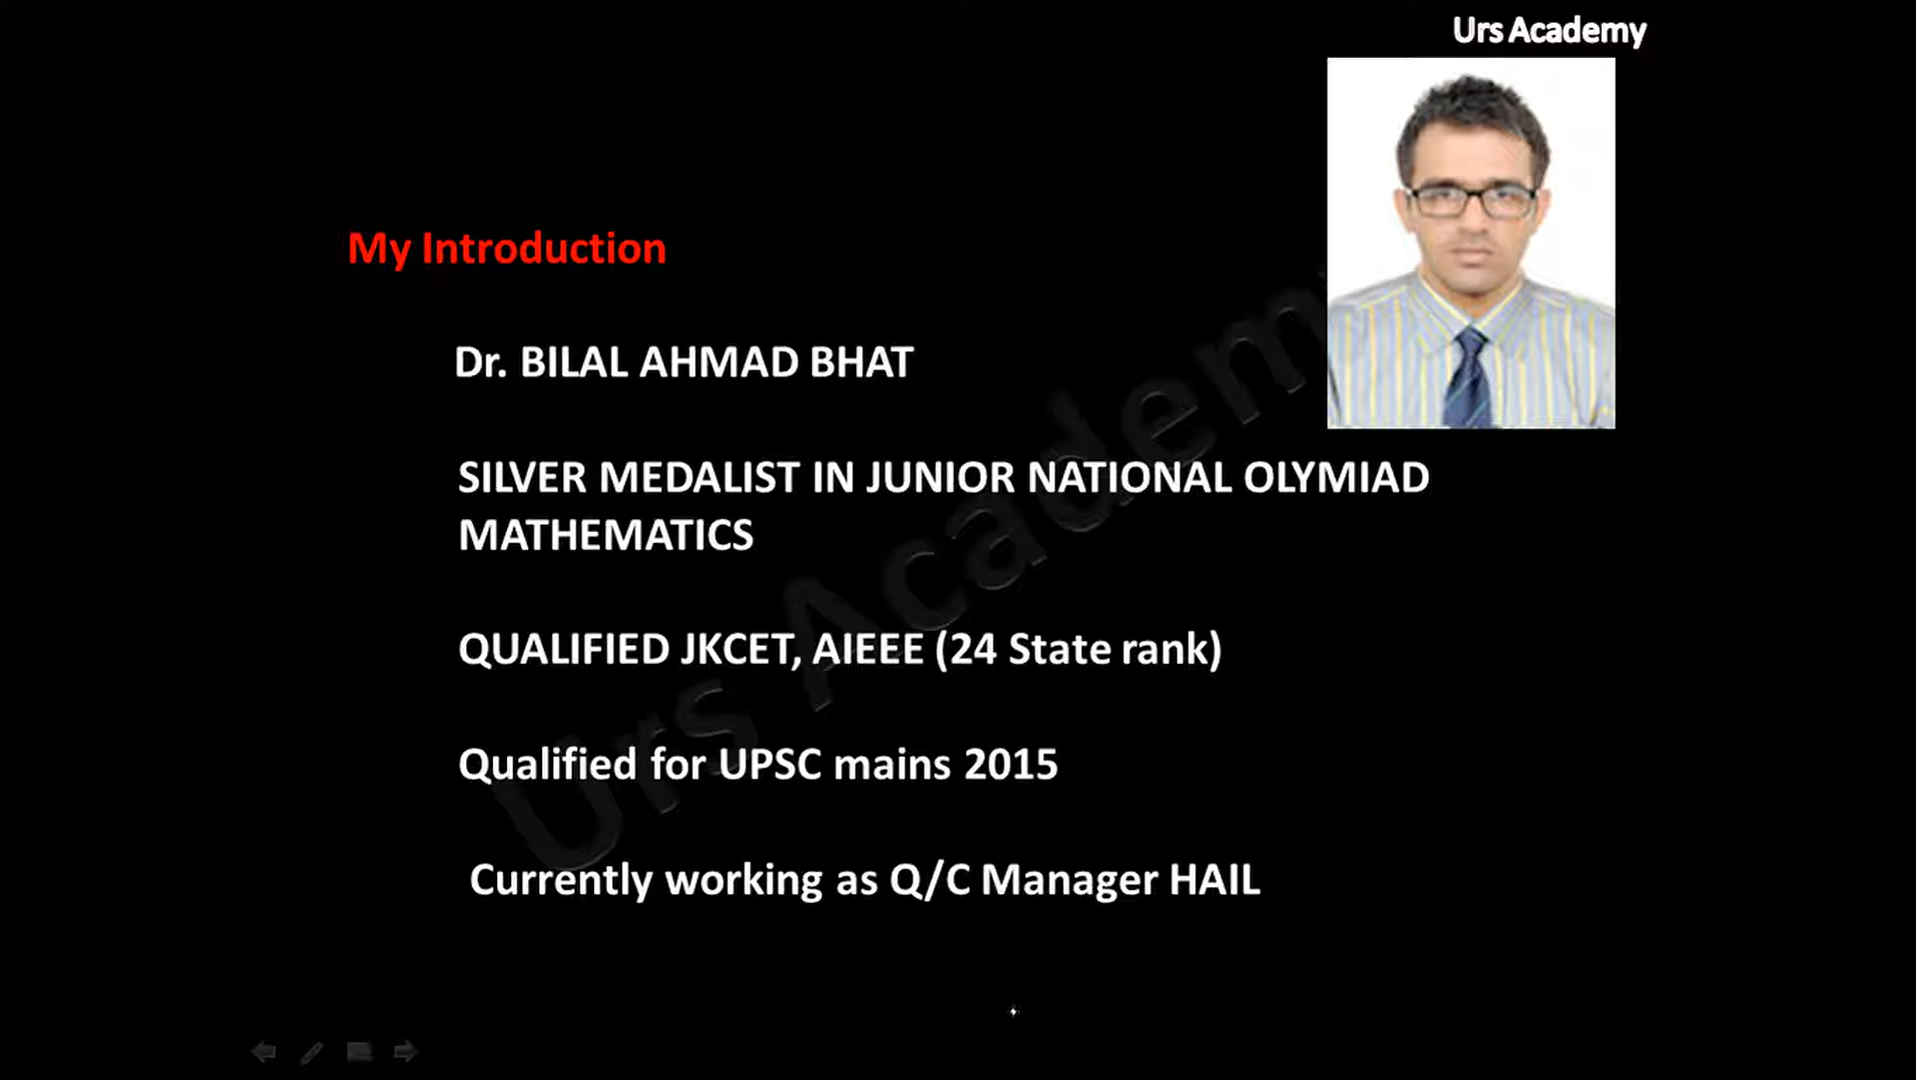 Urs Academy
My Introduction
Dr. BILAL AHMAD BHAT
SILVER MEDALIST IN JUNIOR NATIONAL OLYMIAD
MATHEMATICS
QUALIFIED JKCET, AIEEE (24 State rank)
Qualified for UPSC mains 2015
Currently working as Q/C Manager HAIL
Urs Academ